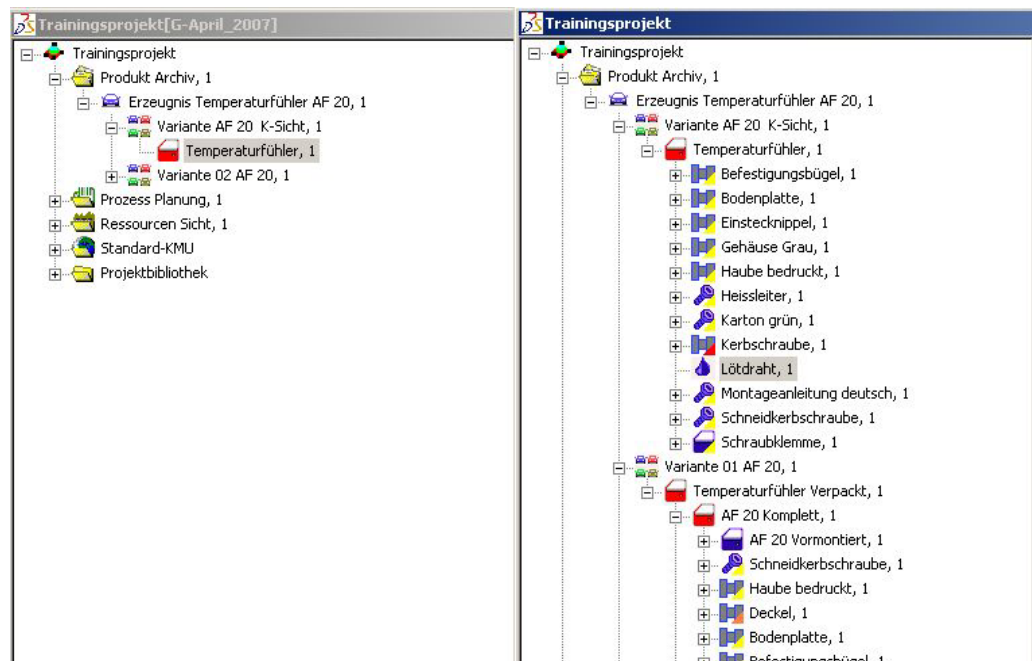 Trainingsprojekt[G-April_2007]
Trainingsprojekt
Produkt Archiv, 1
Erzeugnis Temperaturfühler AF 20, 1
Variante AF 20 K-Sicht, 1
Temperaturfühler, 1
Variante 02 AF 20, 1
Prozess Planung, 1
Ressourcen Sicht, 1
Standard-KMU
Projektbibliothek
Trainingsprojekt
Trainingsprojekt
Produkt Archiv, 1
Erzeugnis Temperaturfühler AF 20, 1
Variante AF 20 K-Sicht, 1
Temperaturfühler, 1
Befestigungsbügel, 1
Bodenplatte, 1
Einstecknippel, 1
Gehäuse Grau, 1
Haube bedruckt, 1
Heissleiter, 1
Karton grün, 1
Kerbschraube, 1
Lötdraht, 1
Montageanleitung deutsch, 1
Schneidkerbschraube, 1
Schraubklemme, 1
Variante 01 AF 20, 1
Temperaturfühler Verpackt, 1
AF 20 Komplett, 1
AF 20 Vormontiert, 1
Schneidkerbschraube, 1
Haube bedruckt, 1
Deckel, 1
Bodenplatte, 1
Befestigungsbügel, 1